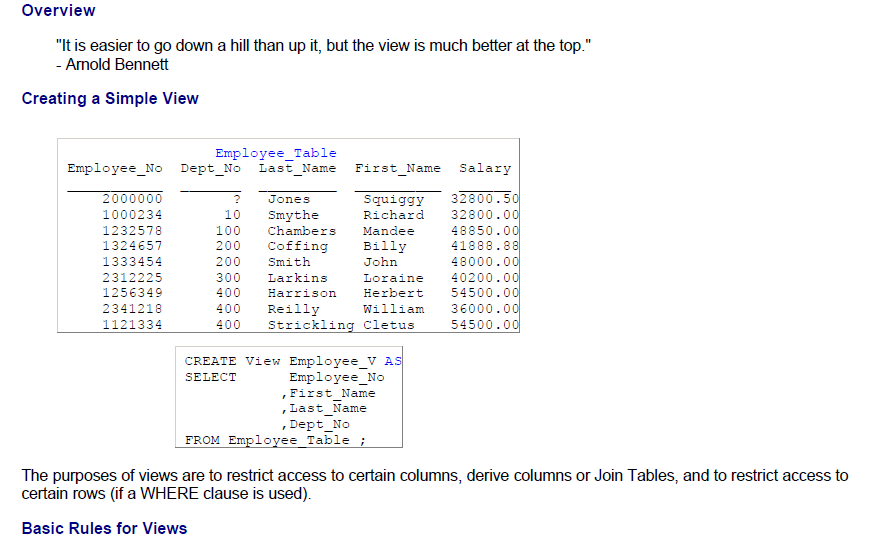 Overview
"It is easier to go down a hill than up it, but the view is much better at the top."
- Arnold Bennett
Creating a Simple View
Employee_Table
Employee_No Dept_No Last_Name First_Name Salary
2000000 ? Jones Squiggy 32800.50
1000234 10 Smythe Richard 32800.00
1232578 100 Chambers Mandee 48850.00
1324657 200 Coffing Billy 41888.88
1333454 200 Smith John 48000.00
2312225 300 Larkins Loraine 40200.00
1256349 400 Harrison Herbert 54500.00
2341218 400 Reilly William 36000.00
1121334 400 Strickling Cletus 54500.00
CREATE View Employee_V AS
SELECT Employee_No
,First_Name
,Last_Name
,Dept_No
FROM Employee_Table ;
The purposes of views are to restrict access to certain columns, derive columns or Join Tables, and to restrict access to
certain rows (if a WHERE clause is used).
Basic Rules for Views